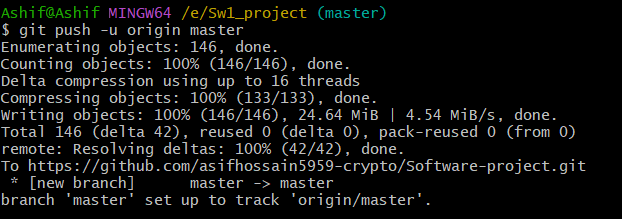 Ashif@Ashif MINGW64 /e/Sw1_project (master)
$ git push -u origin master
Enumerating objects: 146, done.
Counting objects: 100% (146/146), done.
Delta compression using up to 16 threads
Compressing objects: 100% (133/133), done.
Writing objects: 100% (146/146), 24.64 MiB | 4.54 MiB/s, done.
Total 146 (delta 42), reused 0 (delta 0), pack-reused 0 (from 0)
remote: Resolving deltas: 100% (42/42), done.
To https://github.com/asifhossain5959-crypto/Software-project.git
 * [new branch]      master -> master
branch 'master' set up to track 'origin/master'.